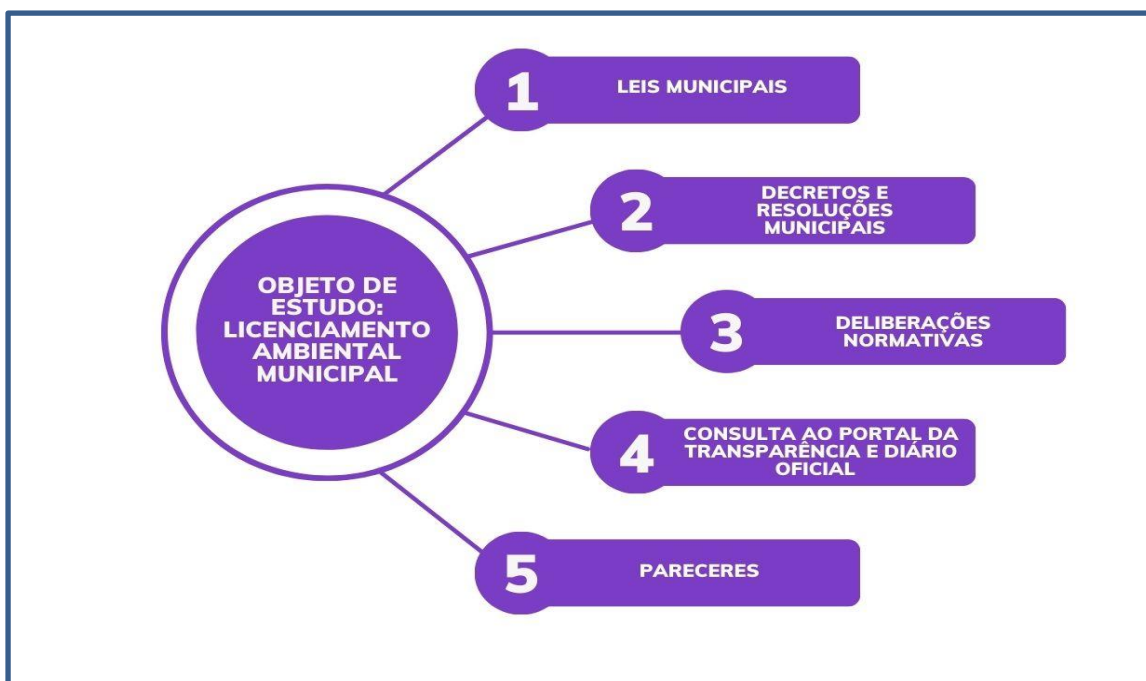 OBJETO DE
ESTUDO:
LICENCIAMENTO
AMBIENTAL
MUNICIPAL
1
LEIS MUNICIPAIS
2
DECRETOS E
RESOLUÇÕES
MUNICIPAIS
3
DELIBERAÇÕES
NORMATIVAS
4
CONSULTA AO PORTAL DA
TRANSPARÊNCIA E DIÁRIO
OFICIAL
5
PARECERES